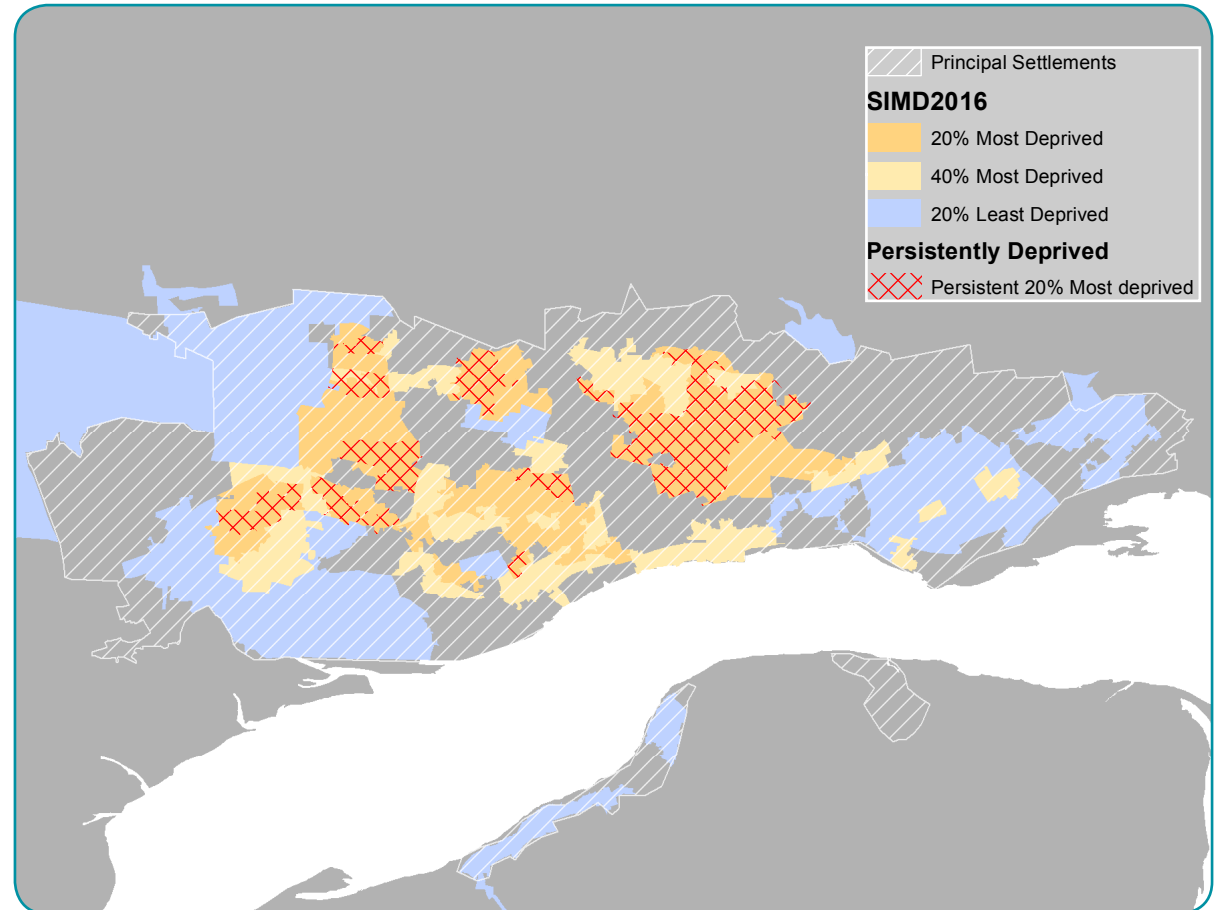 Principal Settlements
SIMD2016
20% Most Deprived
40% Most Deprived
20% Least Deprived
Persistently Deprived
Persistent 20% Most deprived